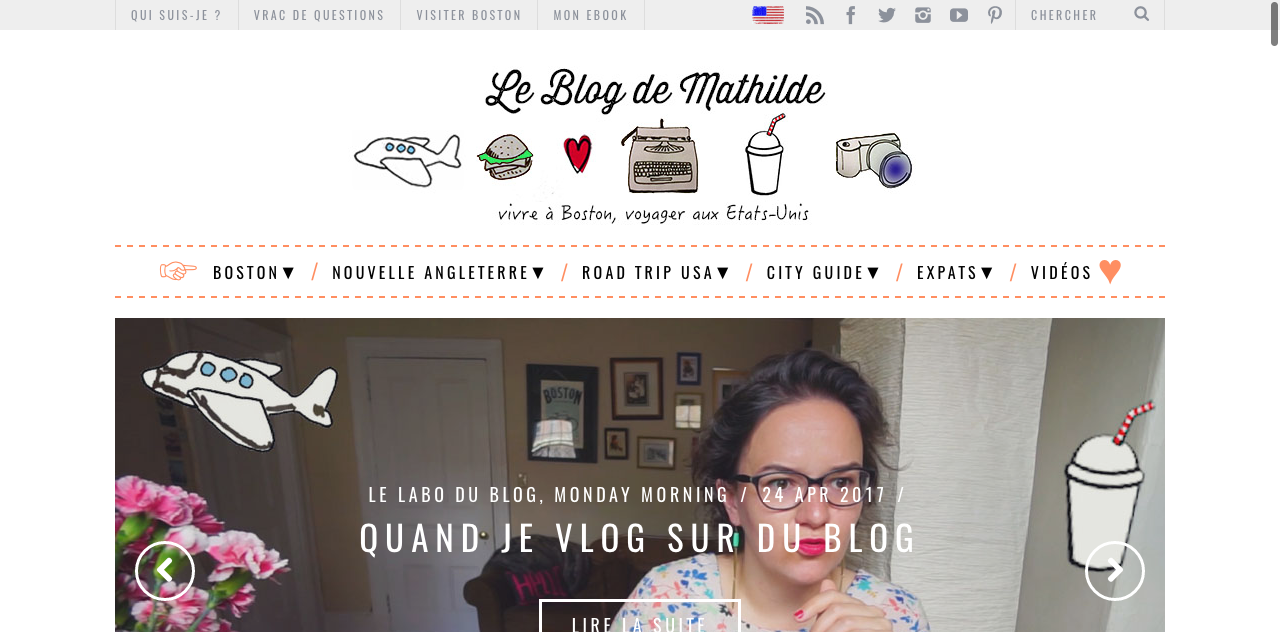 QUI SUIS-JE ? VRAC DE QUESTIONS VISITER BOSTON MON EBOOK CHERCHER
Le Blog de Mathilde
vivre à Boston, voyager aux Etats-Unis
BOSTON▼ / NOUVELLE ANGLETERRE▼ / ROAD TRIP USA▼ / CITY GUIDE▼ / EXPATS▼ / VIDÉOS
BOSTON
LE LABO DU BLOG, MONDAY MORNING / 24 APR 2017 /
QUAND JE VLOG SUR DU BLOG
LIRE LA SUITE